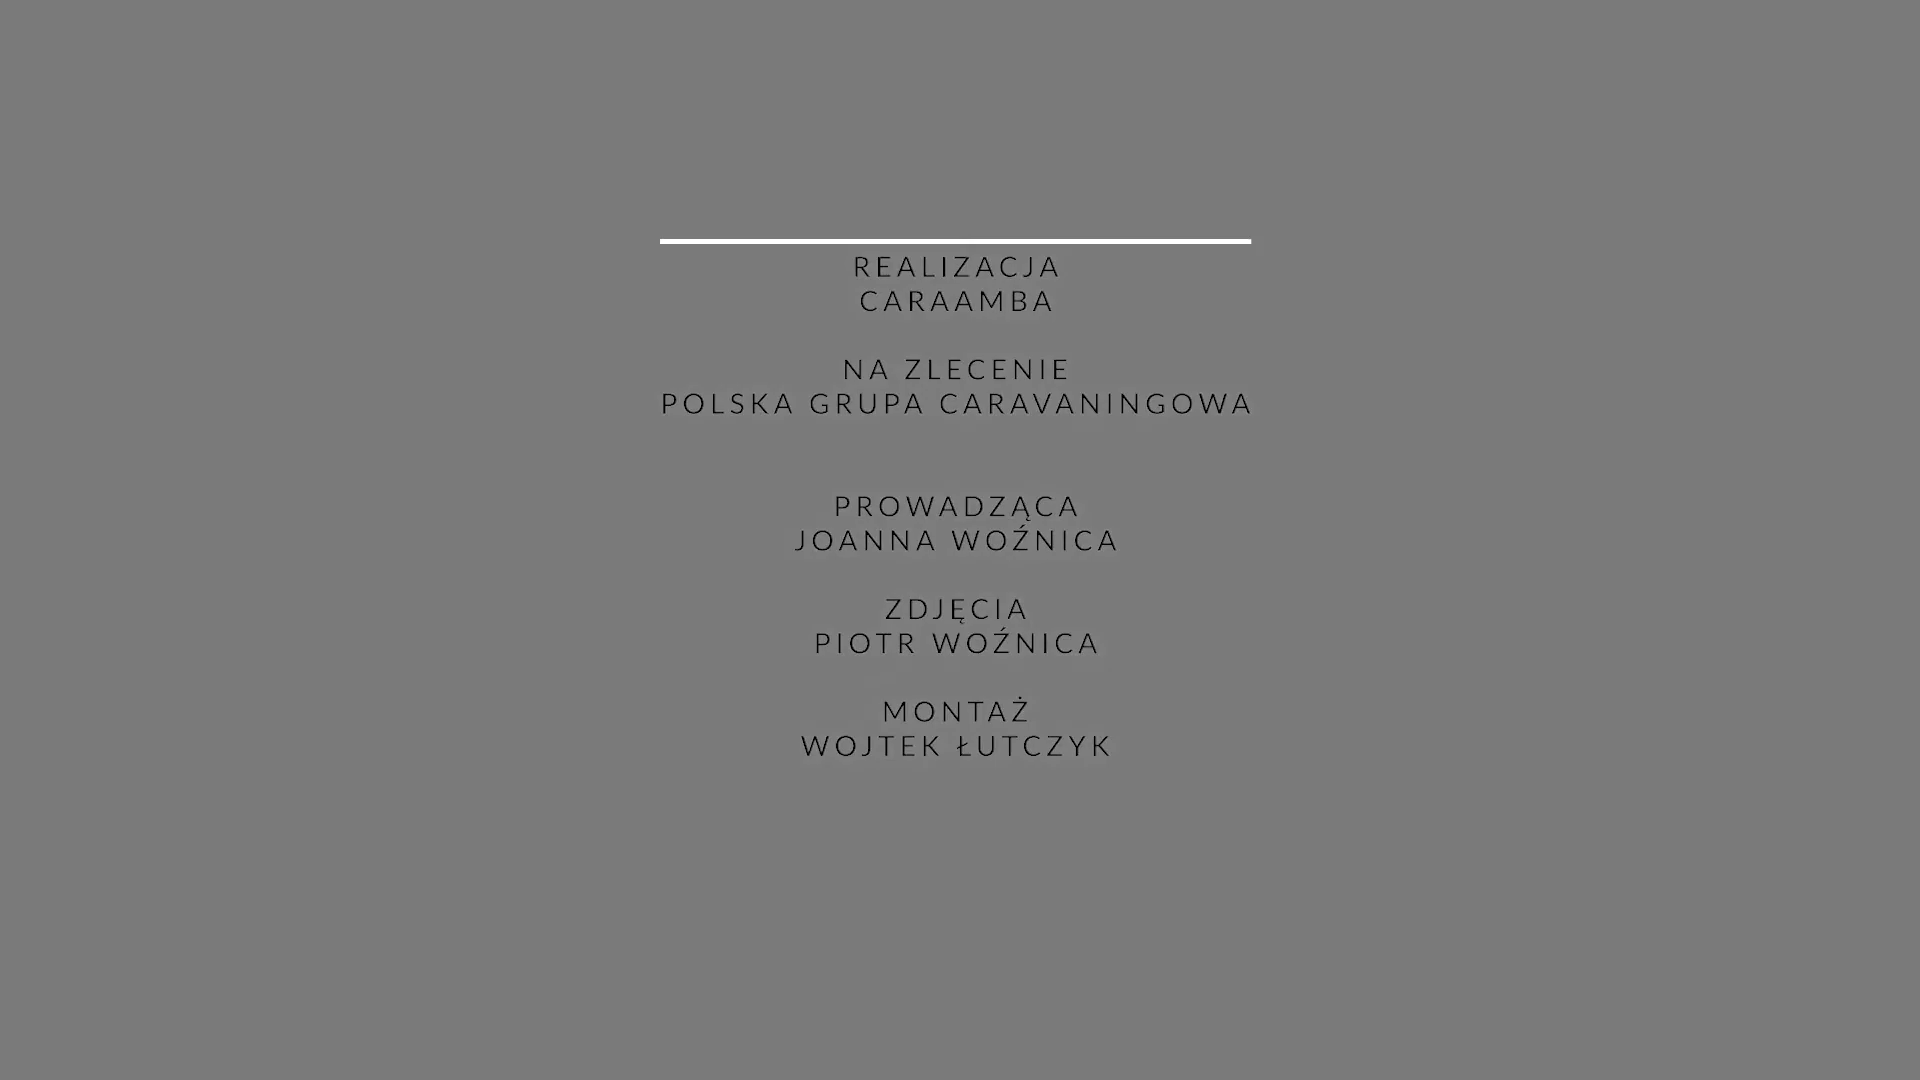 REALIZACJA
CARAAMBA
NA ZLECENIE
POLSKA GRUPA CARAVANINGOWA
PROWADZĄCA
JOANNA WOŹNICA
ZDJĘCIA
PIOTR WOŹNICA
MONTAŻ
WOJTEK ŁUTCZYK